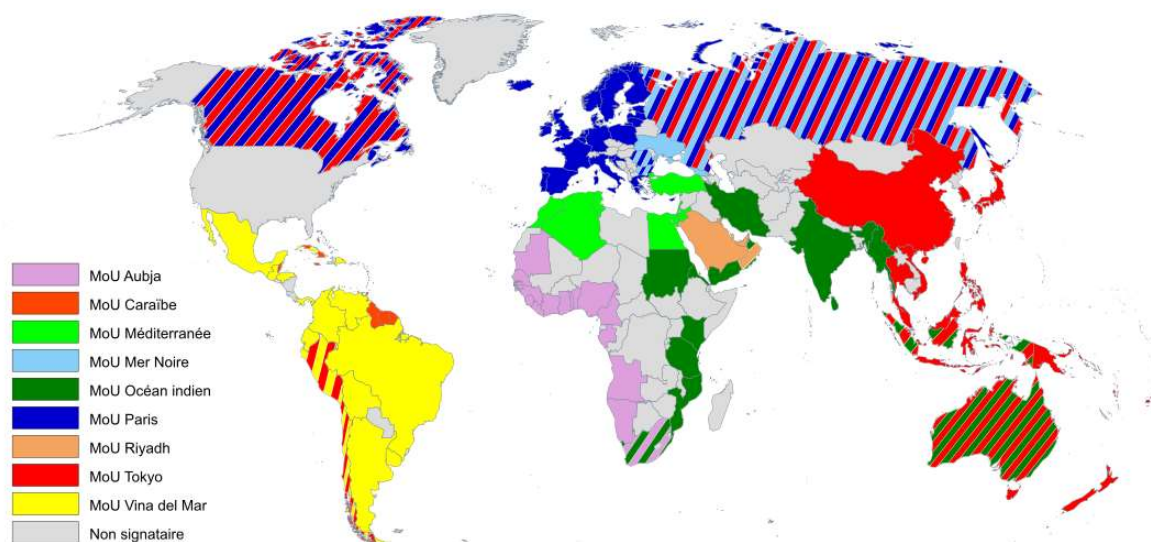 MoU Aubja
MoU Caraïbe
MoU Méditerranée
MoU Mer Noire
MoU Océan indien
MoU Paris
MoU Riyadh
MoU Tokyo
MoU Vina del Mar
Non signataire